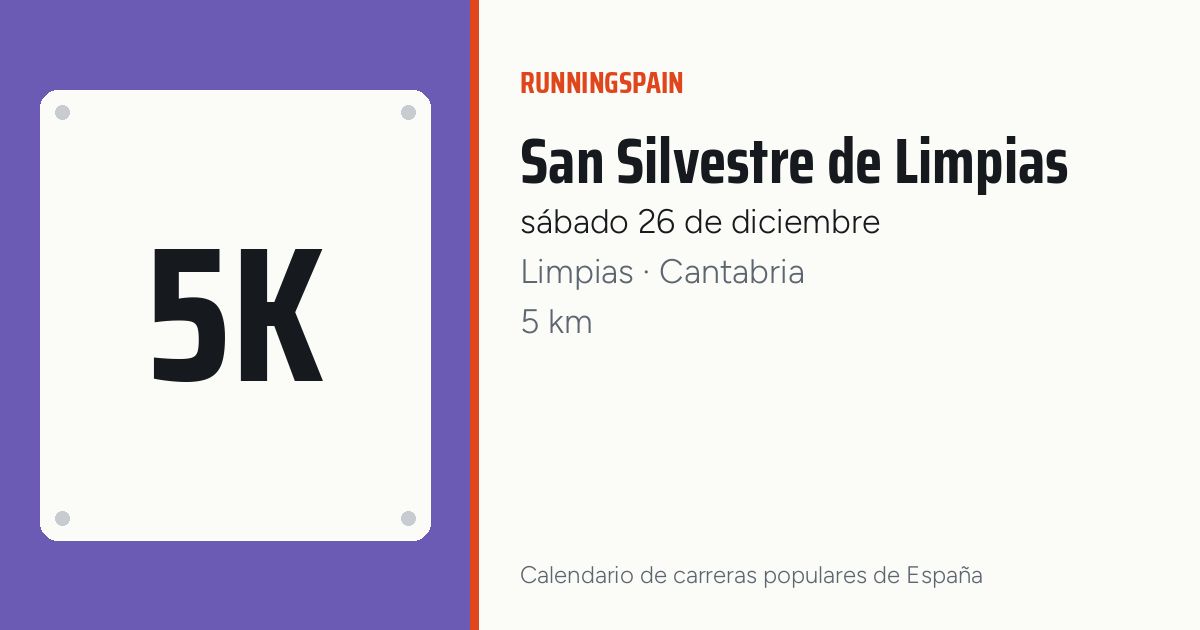 5K
RUNNINGSPAIN
San Silvestre de Limpias
sábado 26 de diciembre
Limpias · Cantabria
5 km
Calendario de carreras populares de España